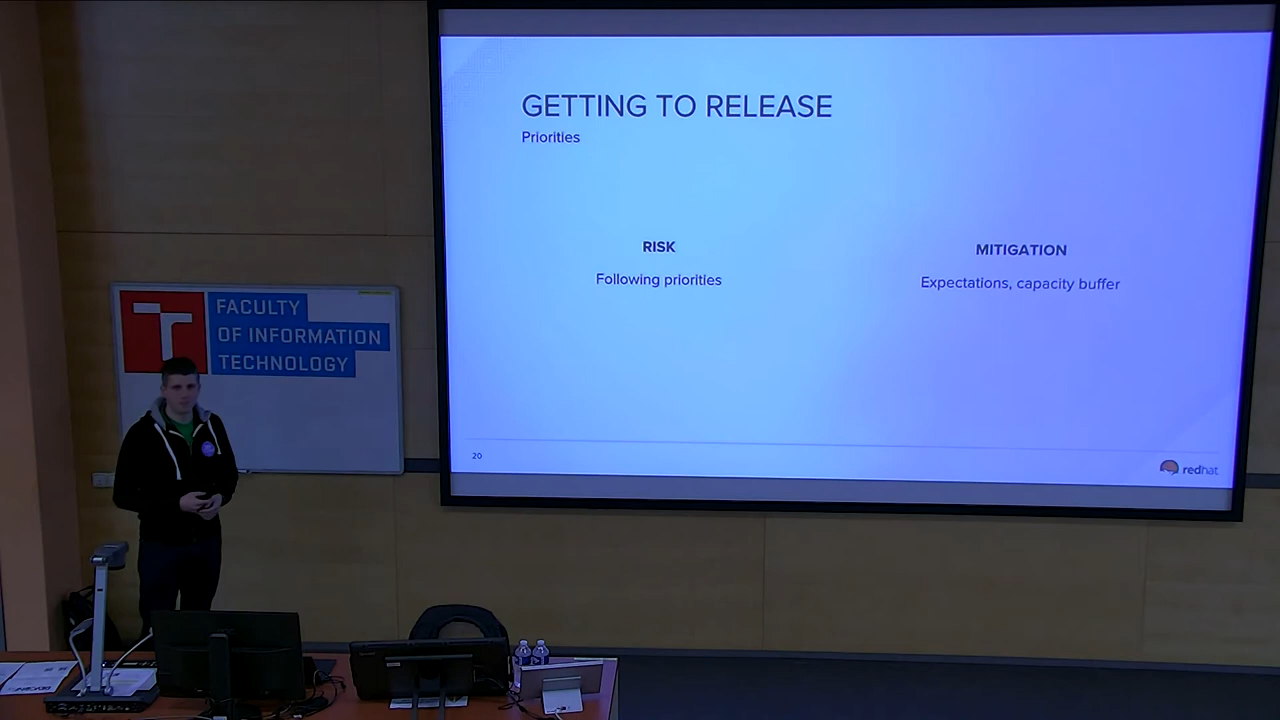 GETTING TO RELEASE
Priorities
RISK
Following priorities
MITIGATION
Expectations, capacity buffer
20
redhat
FACULTY
OF INFORMATION
TECHNOLOGY